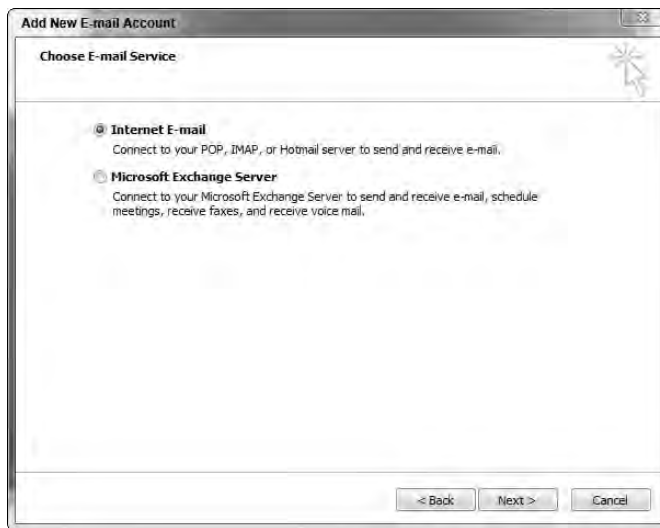 Add New E-mail Account
Choose E-mail Service
Internet E-mail
Connect to your POP, IMAP, or Hotmail server to send and receive e-mail.
Microsoft Exchange Server
Connect to your Microsoft Exchange Server to send and receive e-mail, schedule
meetings, receive faxes, and receive voice mail.
< Back Next > Cancel